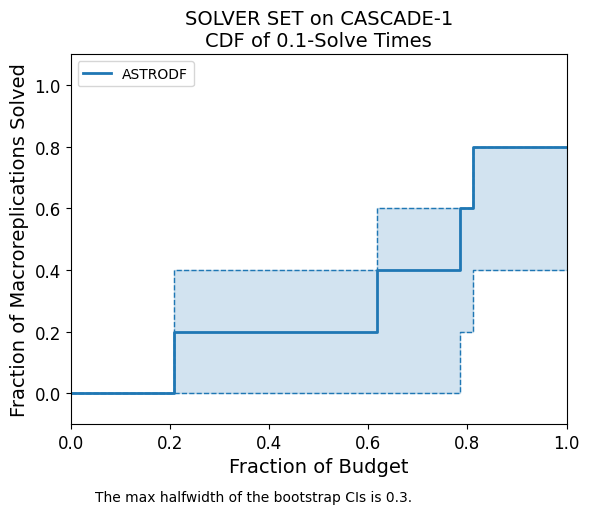 SOLVER SET on CASCADE-1
CDF of 0.1-Solve Times
ASTRODF
Fraction of Macroreplications Solved
1.0
0.8
0.6
0.4
0.2
0.0
0.0 0.2 0.4 0.6 0.8 1.0
Fraction of Budget
The max halfwidth of the bootstrap CIs is 0.3.